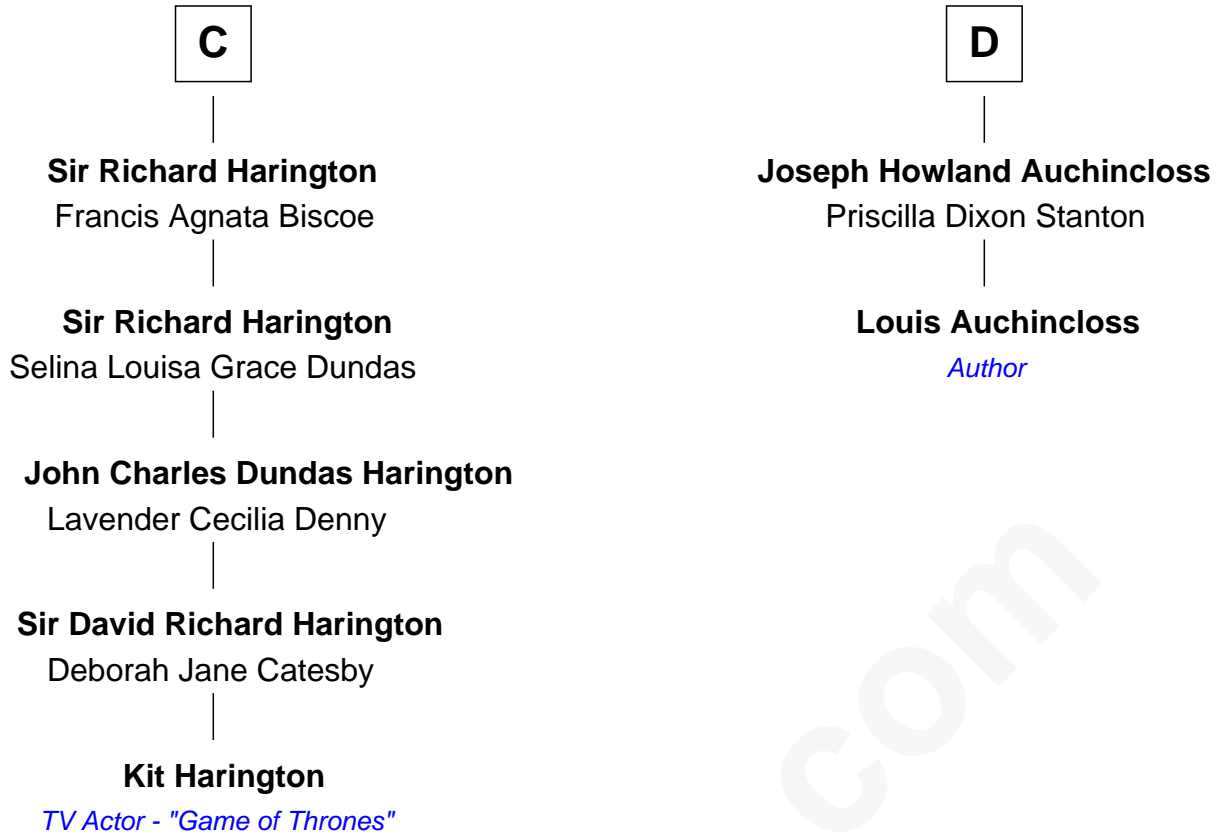 C
Sir Richard Harington
Francis Agnata Biscoe
Sir Richard Harington
Selina Louisa Grace Dundas
John Charles Dundas Harington
Lavender Cecilia Denny
Sir David Richard Harington
Deborah Jane Catesby
Kit Harington
TV Actor - "Game of Thrones"
D
Joseph Howland Auchincloss
Priscilla Dixon Stanton
Louis Auchincloss
Author
com